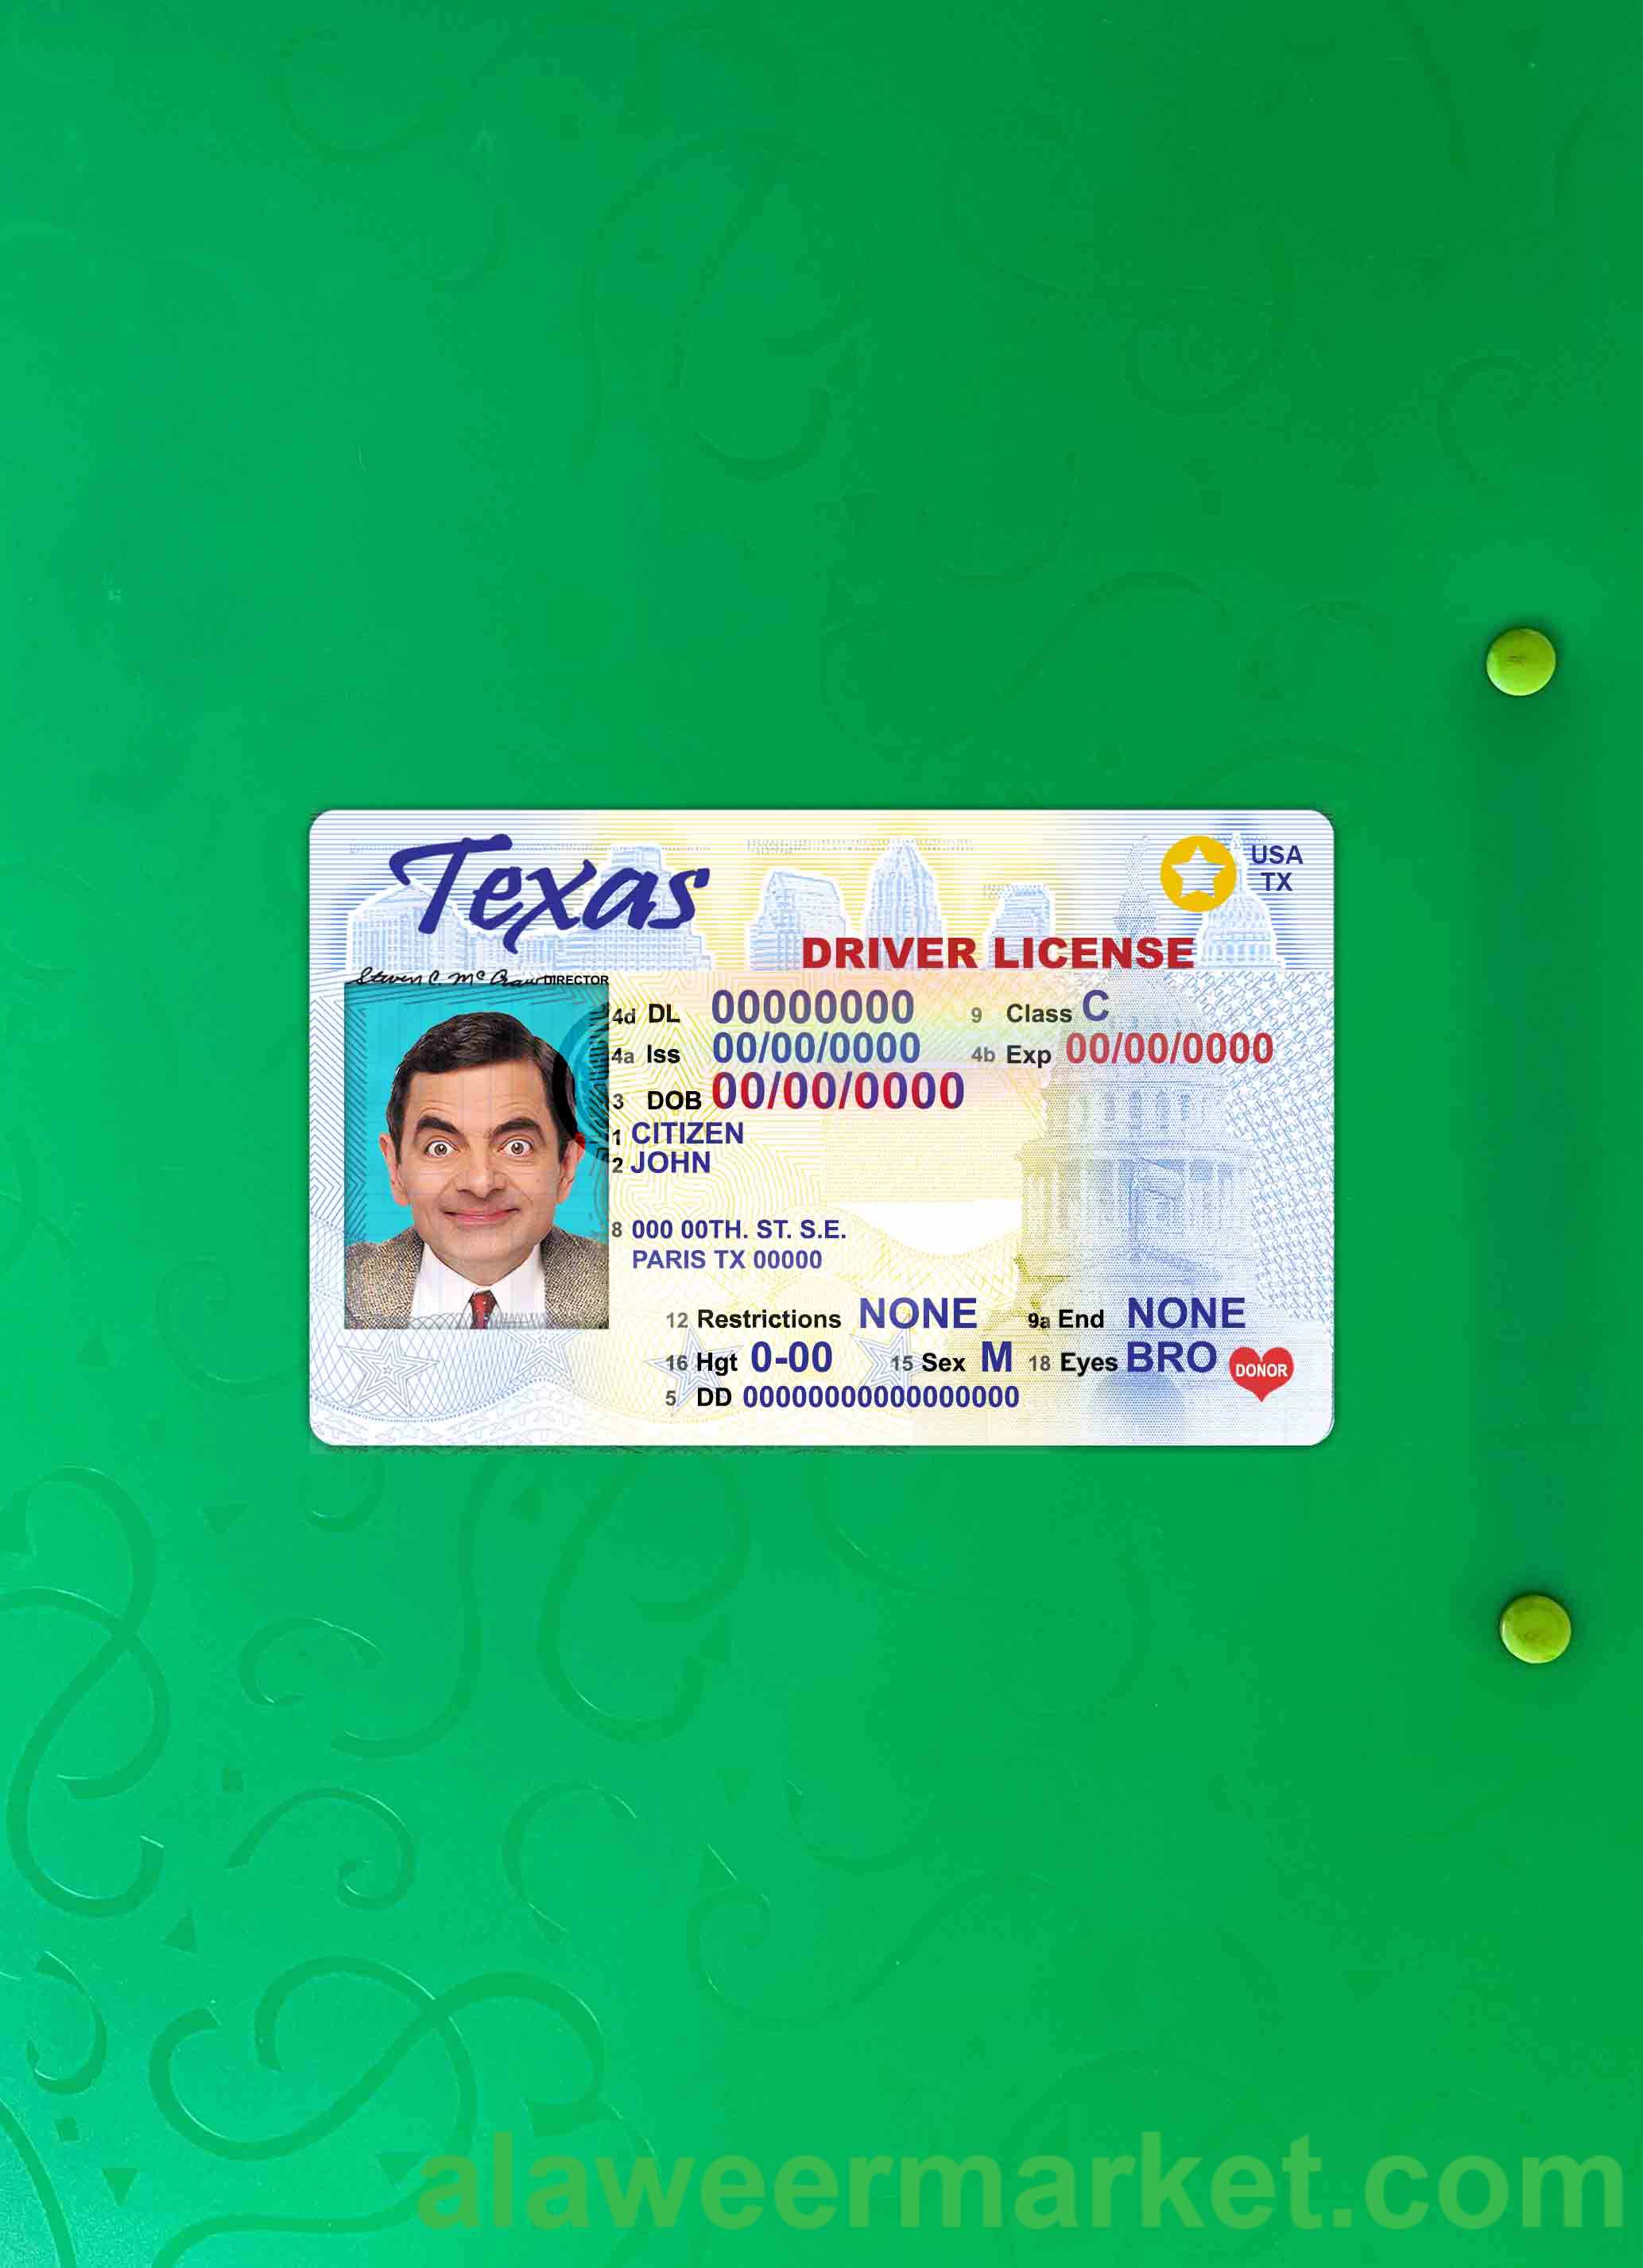 Texas
USA
TX
DRIVER LICENSE
Steven C. McCraw DIRECTOR
4d DL 00000000 9 Class C
4a Iss 00/00/0000 4b Exp 00/00/0000
3 DOB 00/00/0000
1 CITIZEN
2 JOHN
8 000 00TH. ST. S.E.
PARIS TX 00000
12 Restrictions NONE 9a End NONE
16 Hgt 0-00 15 Sex M 18 Eyes BRO
DONOR
5 DD 00000000000000000
alaweermarket.com